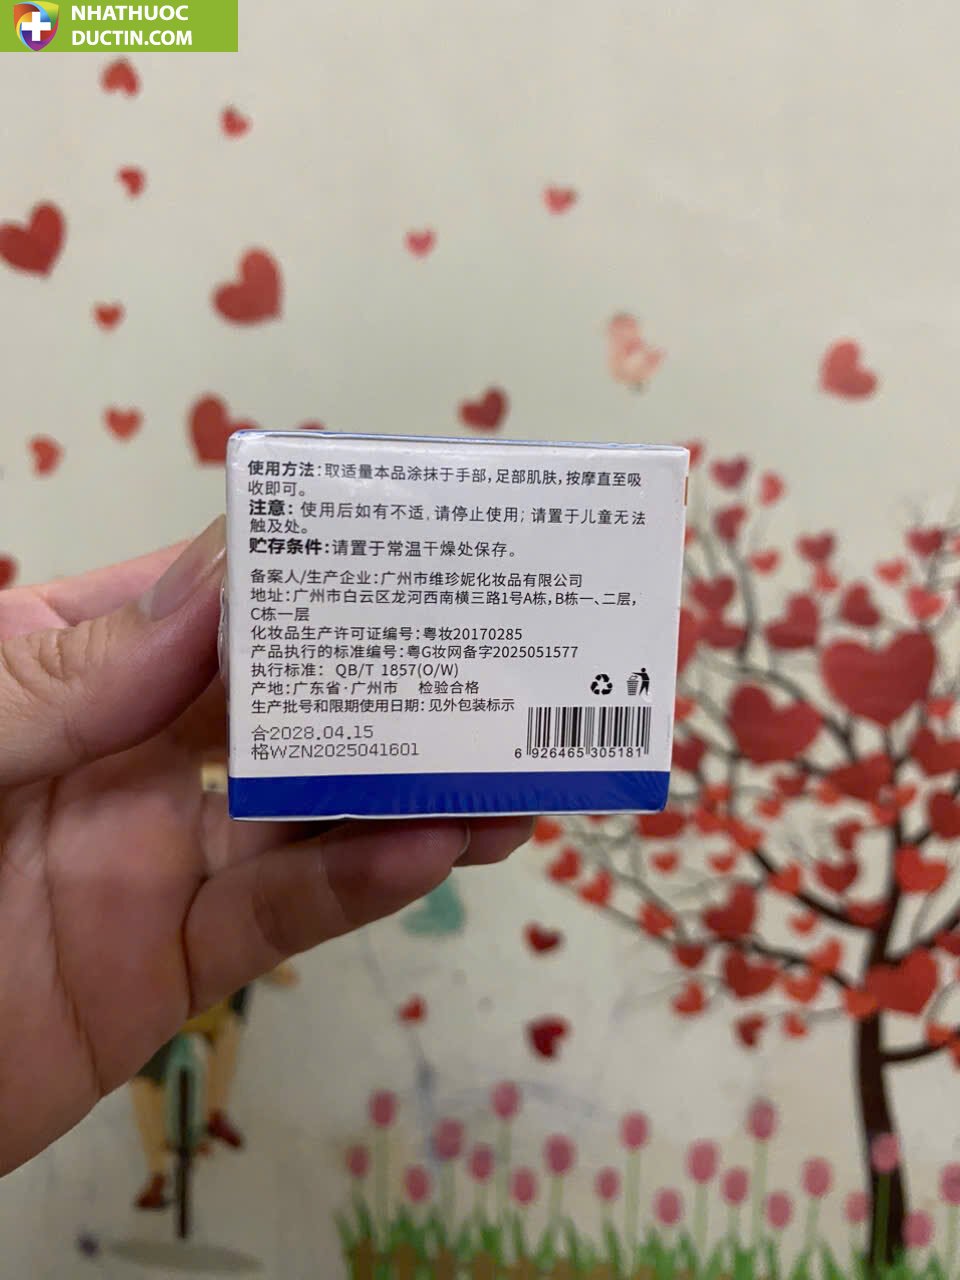 NHATHUOC
DUCTIN.COM
使用方法:取适量本品涂抹于手部,足部肌肤,按摩直至吸
收即可。
注意: 使用后如有不适,请停止使用; 请置于儿童无法
触及处。
贮存条件:请置于常温干燥处保存。
备案人/生产企业:广州市维珍妮化妆品有限公司
地址:广州市白云区龙河西南横三路1号A栋,B栋一、二层,
C栋一层
化妆品生产许可证编号:粤妆20170285
产品执行的标准编号:粤G妆网备字2025051577
执行标准: QB/T 1857(O/W)
产地:广东省·广州市 检验合格
生产批号和限期使用日期:见外包装标示
合2028.04.15
格WZN2025041601
6 926465 305181